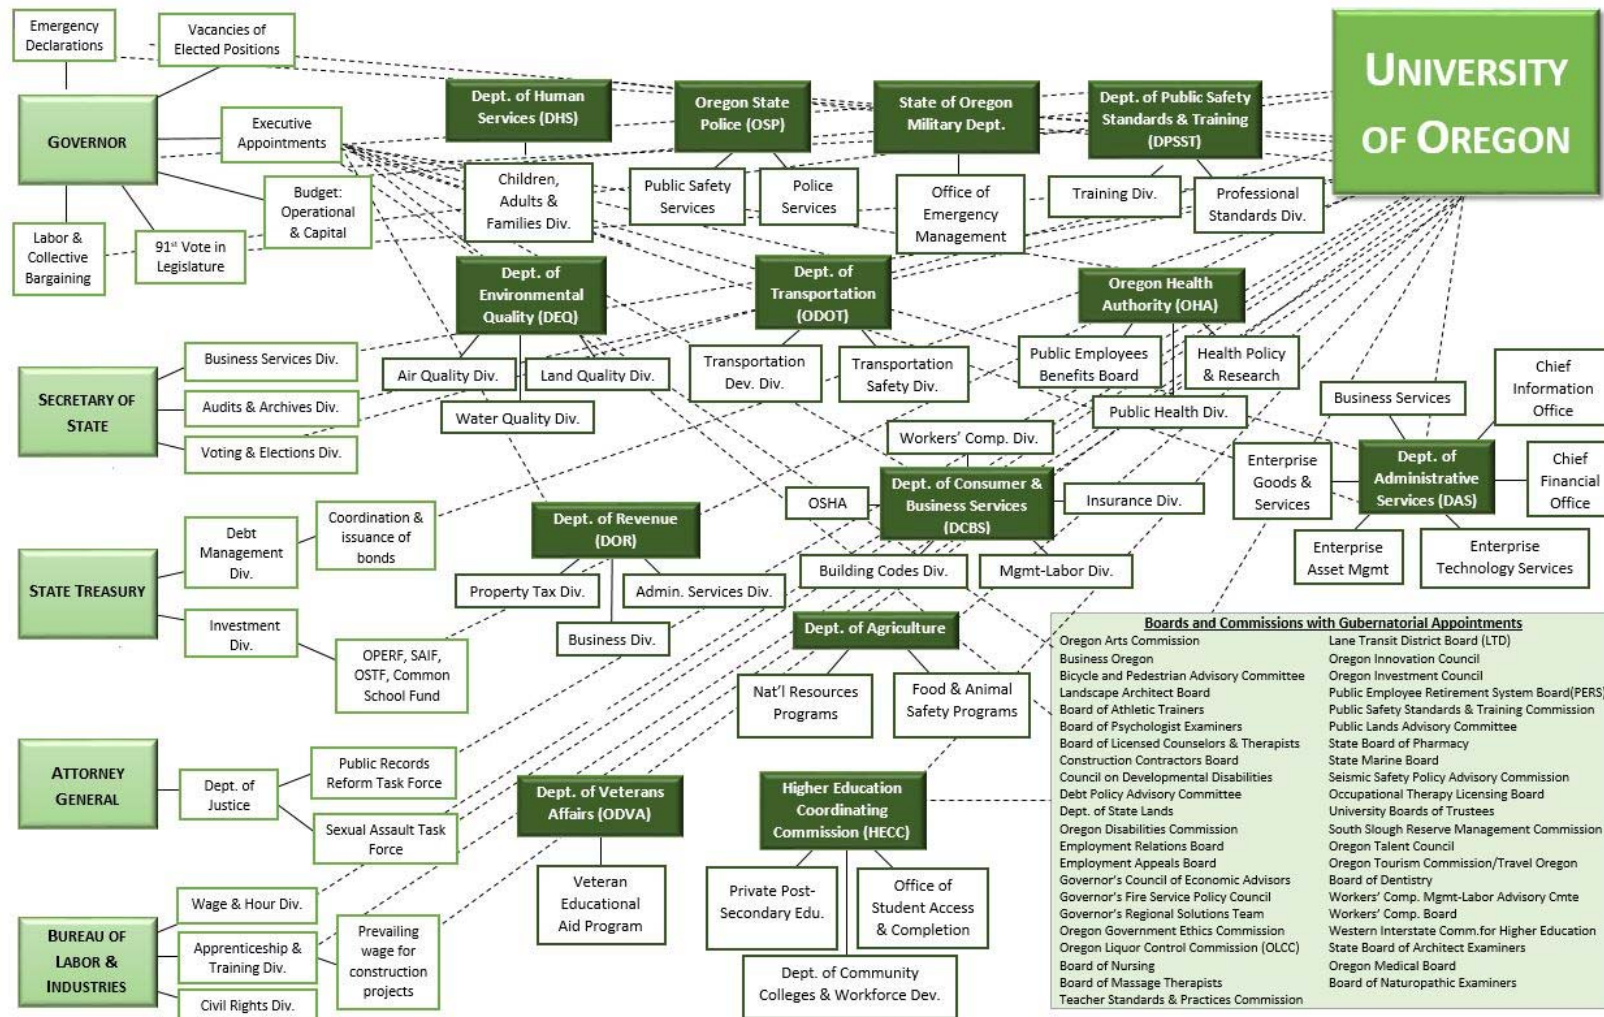 Emergency
Declarations
Vacancies of
Elected Positions
GOVERNOR
Executive
Appointments
Budget:
Operational
& Capital
Labor &
Collective
Bargaining
91st Vote in
Legislature
Dept. of Human
Services (DHS)
Children,
Adults &
Families Div.
Oregon State
Police (OSP)
Public Safety
Services
Police
Services
State of Oregon
Military Dept.
Office of
Emergency
Management
Dept. of Public Safety
Standards & Training
(DPSST)
Training Div.
Professional
Standards Div.
UNIVERSITY
OF OREGON
Dept. of
Environmental
Quality (DEQ)
Air Quality Div.
Land Quality Div.
Water Quality Div.
Dept. of
Transportation
(ODOT)
Transportation
Dev. Div.
Transportation
Safety Div.
Oregon Health
Authority (OHA)
Public Employees
Benefits Board
Health Policy
& Research
Public Health Div.
SECRETARY OF
STATE
Business Services Div.
Audits & Archives Div.
Voting & Elections Div.
Workers' Comp. Div.
Dept. of Consumer &
Business Services
(DCBS)
OSHA
Insurance Div.
Building Codes Div.
Mgmt-Labor Div.
Business Services
Chief
Information
Office
Enterprise
Goods &
Services
Dept. of
Administrative
Services (DAS)
Chief
Financial
Office
Enterprise
Asset Mgmt
Enterprise
Technology Services
STATE TREASURY
Debt
Management
Div.
Coordination &
issuance of
bonds
Investment
Div.
OPERF, SAIF,
OSTF, Common
School Fund
Dept. of Revenue
(DOR)
Property Tax Div.
Admin. Services Div.
Business Div.
Dept. of Agriculture
Nat'l Resources
Programs
Food & Animal
Safety Programs
ATTORNEY
GENERAL
Dept. of
Justice
Public Records
Reform Task Force
Sexual Assault Task
Force
Dept. of Veterans
Affairs (ODVA)
Veteran
Educational
Aid Program
Higher Education
Coordinating
Commission (HECC)
Private Post-
Secondary Edu.
Office of
Student Access
& Completion
Dept. of Community
Colleges & Workforce Dev.
BUREAU OF
LABOR &
INDUSTRIES
Wage & Hour Div.
Apprenticeship &
Training Div.
Civil Rights Div.
Prevailing
wage for
construction
projects
Boards and Commissions with Gubernatorial Appointments
Oregon Arts Commission
Business Oregon
Bicycle and Pedestrian Advisory Committee
Landscape Architect Board
Board of Athletic Trainers
Board of Psychologist Examiners
Board of Licensed Counselors & Therapists
Construction Contractors Board
Council on Developmental Disabilities
Debt Policy Advisory Committee
Dept. of State Lands
Oregon Disabilities Commission
Employment Relations Board
Employment Appeals Board
Governor's Council of Economic Advisors
Governor's Fire Service Policy Council
Governor's Regional Solutions Team
Oregon Government Ethics Commission
Oregon Liquor Control Commission (OLCC)
Board of Nursing
Board of Massage Therapists
Teacher Standards & Practices Commission
Lane Transit District Board (LTD)
Oregon Innovation Council
Oregon Investment Council
Public Employee Retirement System Board(PERS)
Public Safety Standards & Training Commission
Public Lands Advisory Committee
State Board of Pharmacy
State Marine Board
Seismic Safety Policy Advisory Commission
Occupational Therapy Licensing Board
University Boards of Trustees
South Slough Reserve Management Commission
Oregon Talent Council
Oregon Tourism Commission/Travel Oregon
Board of Dentistry
Workers' Comp. Mgmt-Labor Advisory Cmte
Workers' Comp. Board
Western Interstate Comm.for Higher Education
State Board of Architect Examiners
Oregon Medical Board
Board of Naturopathic Examiners